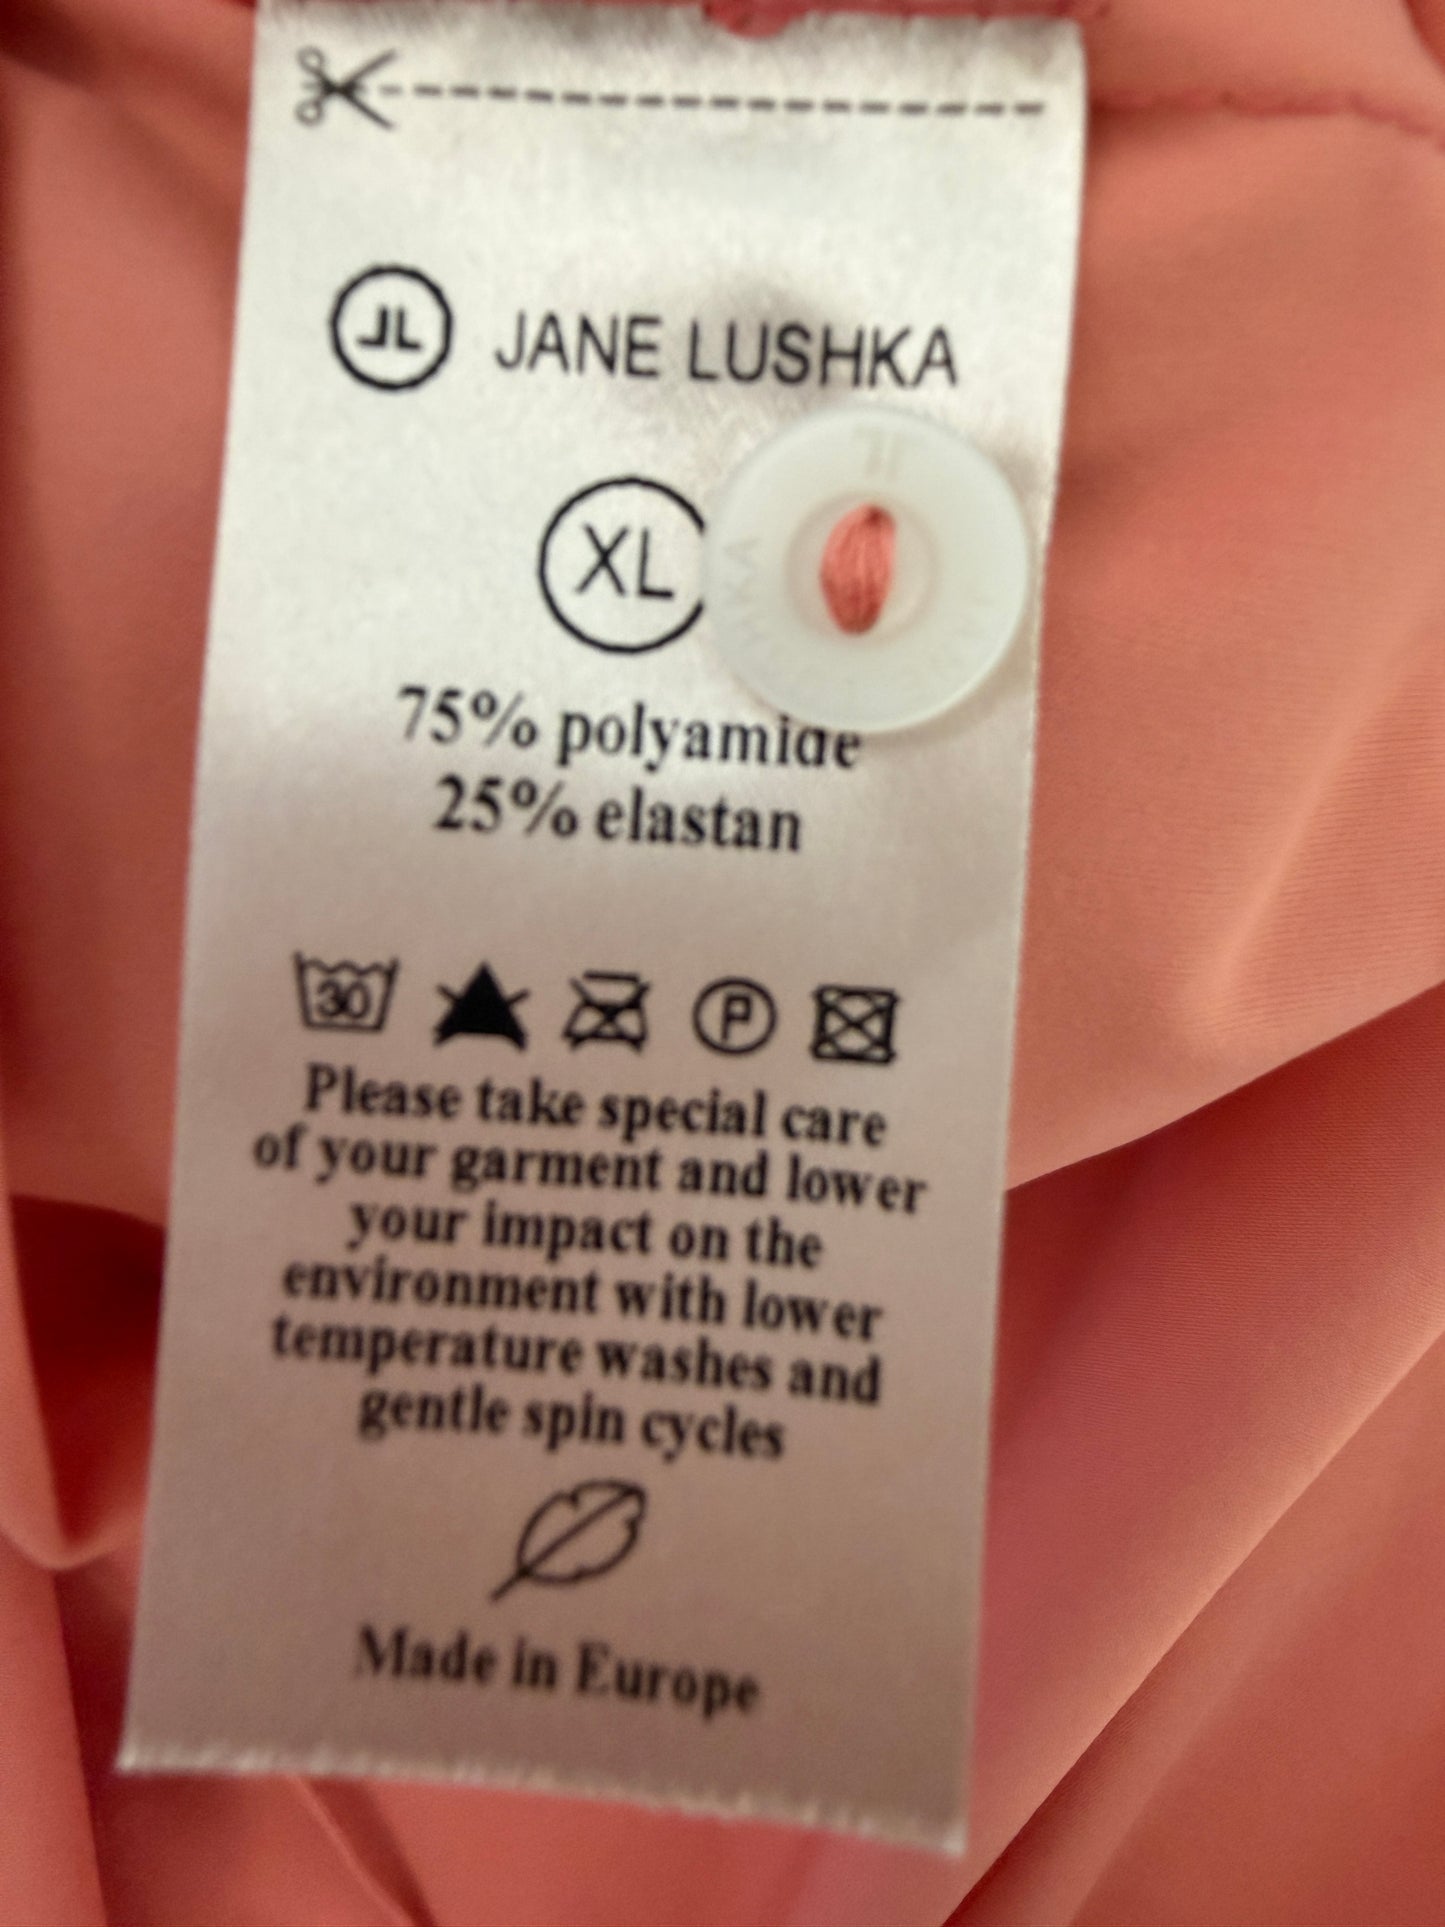 JL JANE LUSHKA
XL
75% polyamide
25% elastan
30 P
Please take special care
of your garment and lower
your impact on the
environment with lower
temperature washes and
gentle spin cycles
Made in Europe